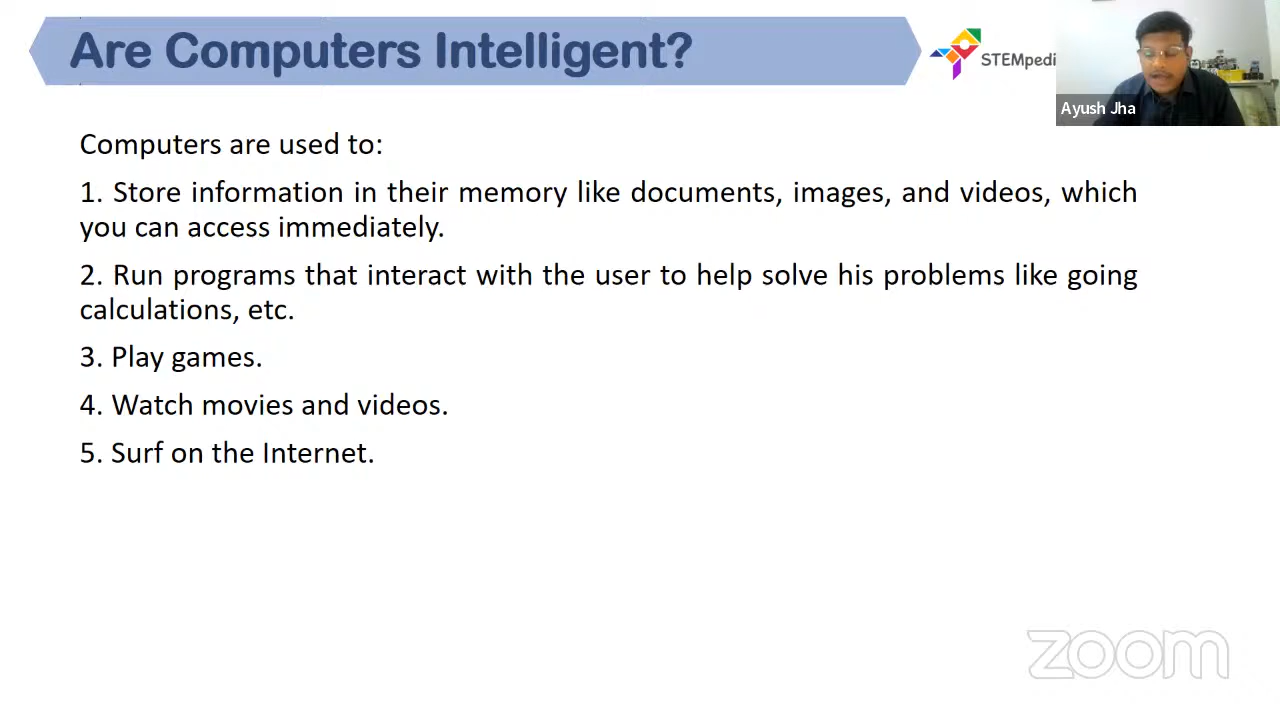 Are Computers Intelligent?
STEMpedi
Ayush Jha
Computers are used to:
1. Store information in their memory like documents, images, and videos, which
you can access immediately.
2. Run programs that interact with the user to help solve his problems like going
calculations, etc.
3. Play games.
4. Watch movies and videos.
5. Surf on the Internet.
zoom